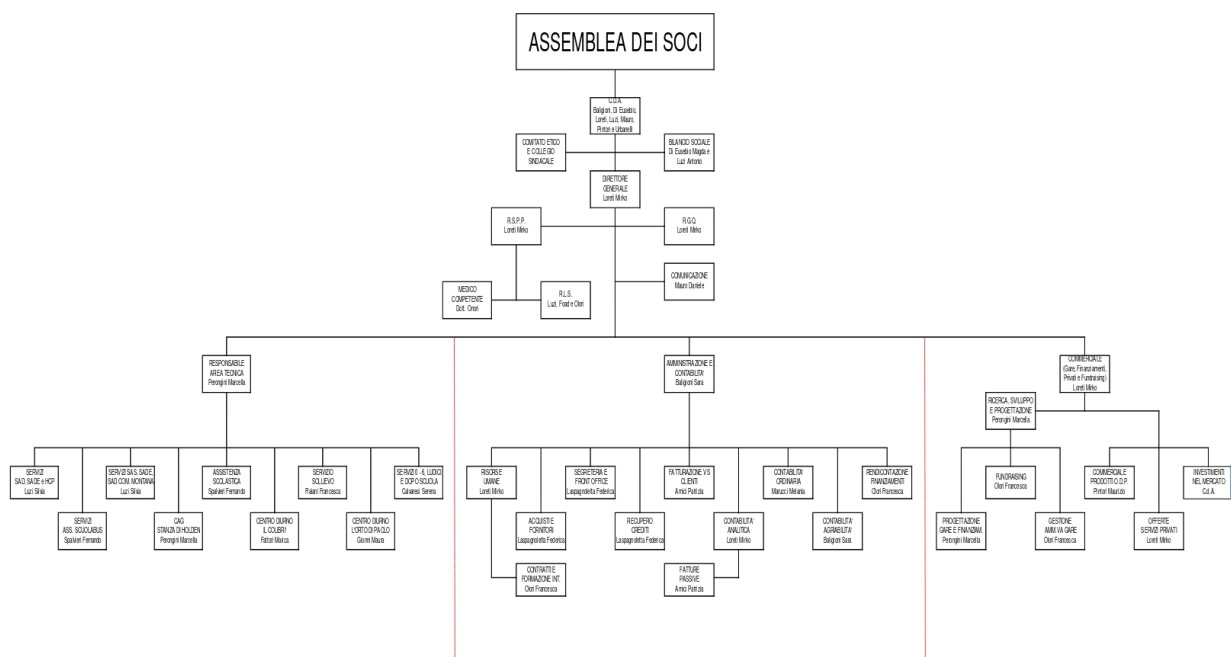 ASSEMBLEA DEI SOCI
C.D.A.
Baligioni, Di Eusebio,
Loreti, Luzi, Mauro,
Pintori e Urbanelli
COMITATO ETICO
E COLLEGIO
SINDACALE
BILANCIO SOCIALE
Di Eusebio Magda e
Luzi Antonio
DIRETTORE
GENERALE
Loreti Mirko
R.S.P.P.
Loreti Mirko
R.G.Q
Loreti Mirko
COMUNICAZIONE
Mauro Daniele
MEDICO
COMPETENTE
Dott.
R.L.S.
Luzi, Foad e Olori
RESPONSABILE
AREA TECNICA
Perongini Marcella
AMMINISTRAZIONE E
CONTABILITA'
Baligioni Sara
COMMERCIALE
(Gare, Finanziamenti,
Privati e Fundraising)
Loreti Mirko
RICERCA, SVILUPPO
E PROGETTAZIONE
Perongini Marcella
SERVIZI
SAD, SADE e HCP
Luzi Silvia
SERVIZI SAS, SADE,
SAD COM. MONTANA
Luzi Silvia
ASSISTENZA
SCOLASTICA
Spalvieri Fernando
SERVIZIO
SOLLIEVO
Flaiani Francesca
SERVIZI 0 - 6, LUDICI
E DOPO SCUOLA
Calvaresi Serena
RISORSE
UMANE
Loreti Mirko
SEGRETERIA E
FRONT OFFICE
Laspagnoletta Federica
FATTURAZIONE VS
CLIENTI
Amici Patrizia
CONTABILITA'
ORDINARIA
Marucci Melania
RENDICONTAZIONE
FINANZIAMENTI
Olori Francesca
FUNDRAISING
Olori Francesca
COMMERCIALE
PRODOTTI O.D.P.
Pintori Maurizio
INVESTIMENTI
NEL MERCATO
C.d.A.
SERVIZI
ASS. SCUOLABUS
Spalvieri Fernando
CAG
STANZA DI HOLDEN
Perongini Marcella
CENTRO DIURNO
IL COLIBRI'
Fattori Marica
CENTRO DIURNO
L'ORTO DI PAOLO
Gionni Maura
ACQUISTI E
FORNITORI
Laspagnoletta Federica
RECUPERO
CREDITI
Laspagnoletta Federica
CONTABILITA'
ANALITICA
Loreti Mirko
CONTABILITA'
AGRIABILITA'
Baligioni Sara
PROGETTAZIONE
GARE E FINANZIAM.
Perongini Marcella
GESTIONE
AMM.VA GARE
Olori Francesca
OFFERTE
SERVIZI PRIVATI
Loreti Mirko
CONTRATTI E
FORMAZIONE INT.
Olori Francesca
FATTURE
PASSIVE
Amici Patrizia